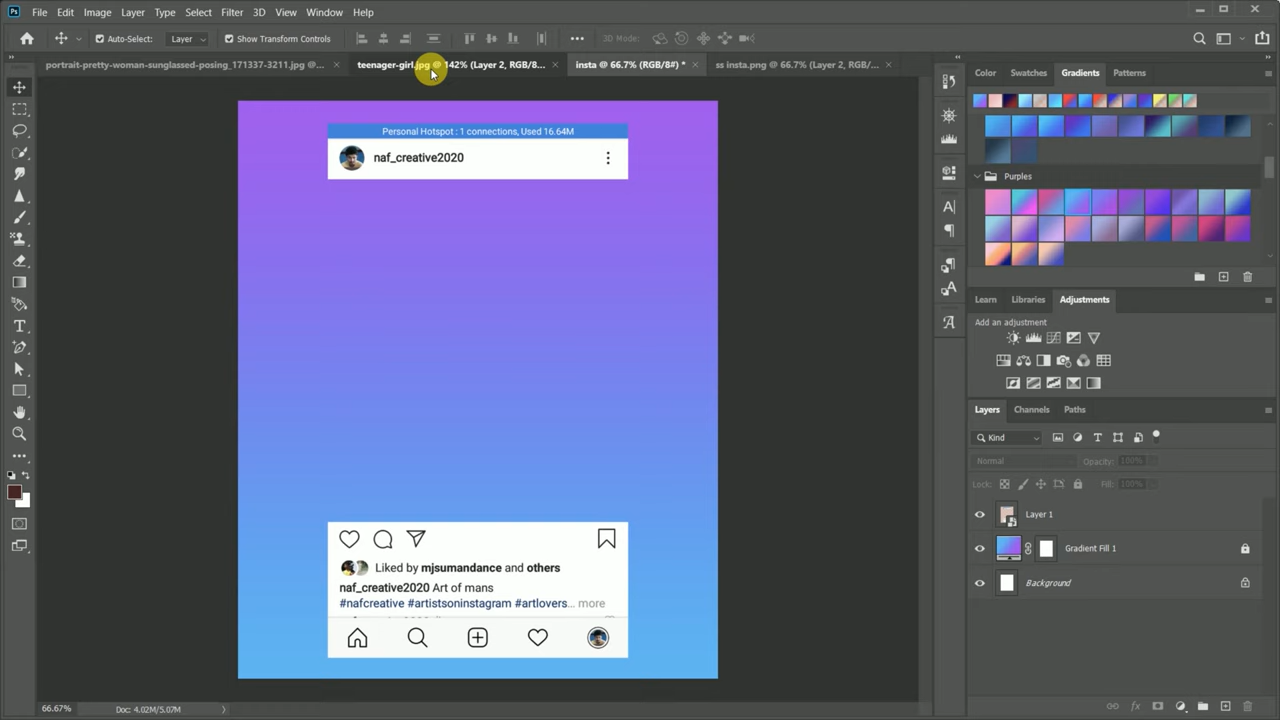 Ps File Edit Image Layer Type Select Filter 3D View Window Help
Auto-Select: Layer Show Transform Controls 3D Mode:
portrait-pretty-woman-sunglassed-posing_171337-3211.jpg @ ... teenager-girl.jpg @ 142% (Layer 2, RGB/8... insta @ 66.7% (RGB/8#) * ss insta.png @ 66.7% (Layer 2, RGB/...
Color Swatches Gradients Patterns
Personal Hotspot : 1 connections, Used 16.64M
naf_creative2020
Purples
Learn Libraries Adjustments
Add an adjustment
Layers Channels Paths
Kind
Normal Opacity: 100%
Lock: Fill: 100%
Layer 1
Gradient Fill 1
Background
Liked by mjsumandance and others
naf_creative2020 Art of mans
#nafcreative #artistsoninstagram #artlovers... more
66.67% Doc: 4.02M/5.07M